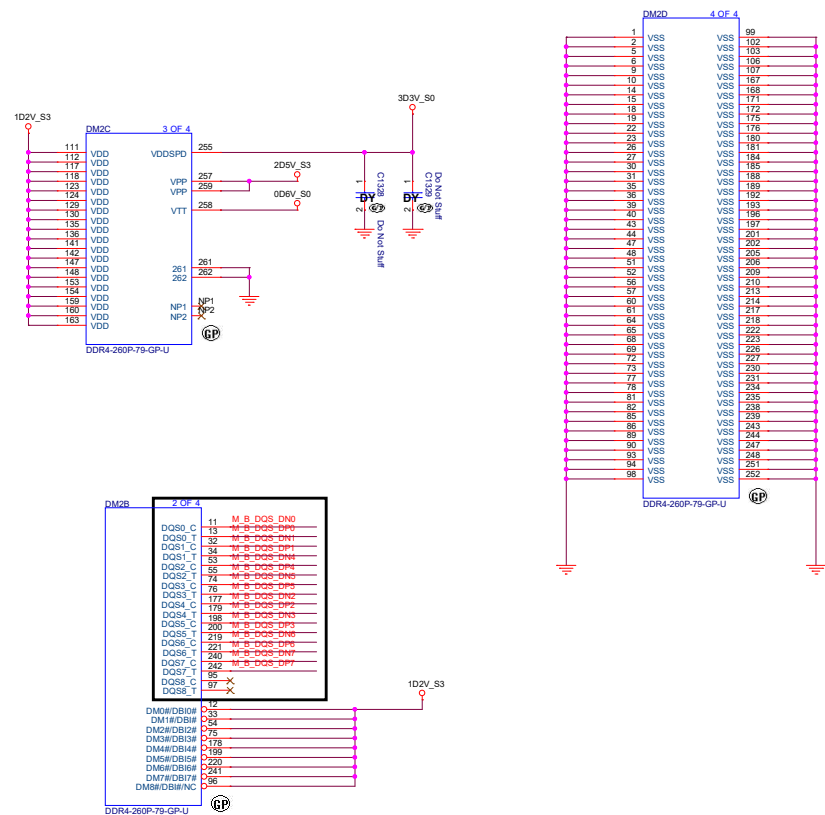 DM2D 4 OF 4
1 VSS VSS 99
2 VSS VSS 102
5 VSS VSS 103
6 VSS VSS 106
9 VSS VSS 107
10 VSS VSS 167
14 VSS VSS 168
15 VSS VSS 171
18 VSS VSS 172
19 VSS VSS 175
22 VSS VSS 176
23 VSS VSS 180
26 VSS VSS 181
27 VSS VSS 184
30 VSS VSS 185
31 VSS VSS 188
35 VSS VSS 189
36 VSS VSS 192
39 VSS VSS 193
40 VSS VSS 196
43 VSS VSS 197
44 VSS VSS 201
47 VSS VSS 202
48 VSS VSS 205
51 VSS VSS 206
52 VSS VSS 209
56 VSS VSS 210
57 VSS VSS 213
60 VSS VSS 214
61 VSS VSS 217
64 VSS VSS 218
65 VSS VSS 222
68 VSS VSS 223
69 VSS VSS 226
72 VSS VSS 227
73 VSS VSS 230
77 VSS VSS 231
78 VSS VSS 234
81 VSS VSS 235
82 VSS VSS 238
85 VSS VSS 239
86 VSS VSS 243
89 VSS VSS 244
90 VSS VSS 247
93 VSS VSS 248
94 VSS VSS 251
98 VSS VSS 252
DDR4-260P-79-GP-U
GP
1D2V_S3
3D3V_S0
DM2C 3 OF 4
111 VDD VDDSPD 255
112 VDD
117 VDD
118 VDD VPP 257 2D5V_S3
123 VDD VPP 259
124 VDD
129 VDD VTT 258 0D6V_S0
130 VDD
135 VDD
136 VDD
141 VDD
142 VDD
147 VDD 261 261
148 VDD 262 262
153 VDD
154 VDD
159 VDD NP1 NP1
160 VDD NP2 NP2
163 VDD
GP
DDR4-260P-79-GP-U
1
C1328
DY
GP
2
Do Not Stuff
1
C1329
Do Not Stuff
DY
GP
2
DM2B 2 OF 4
DQS0_C 11 M_B_DQS_DN0
DQS0_T 13 M_B_DQS_DP0
DQS1_C 32 M_B_DQS_DN1
DQS1_T 34 M_B_DQS_DP1
DQS2_C 53 M_B_DQS_DN4
DQS2_T 55 M_B_DQS_DP4
DQS3_C 74 M_B_DQS_DN5
DQS3_T 76 M_B_DQS_DP5
DQS4_C 177 M_B_DQS_DN2
DQS4_T 179 M_B_DQS_DP2
DQS5_C 198 M_B_DQS_DN3
DQS5_T 200 M_B_DQS_DP3
DQS6_C 219 M_B_DQS_DN6
DQS6_T 221 M_B_DQS_DP6
DQS7_C 240 M_B_DQS_DN7
DQS7_T 242 M_B_DQS_DP7
DQS8_C 95
DQS8_T 97
1D2V_S3
DM0#/DBI0# 12
DM1#/DBI# 33
DM2#/DBI2# 54
DM3#/DBI3# 75
DM4#/DBI4# 178
DM5#/DBI5# 199
DM6#/DBI6# 220
DM7#/DBI7# 241
DM8#/DBI#/NC 96
DDR4-260P-79-GP-U
GP